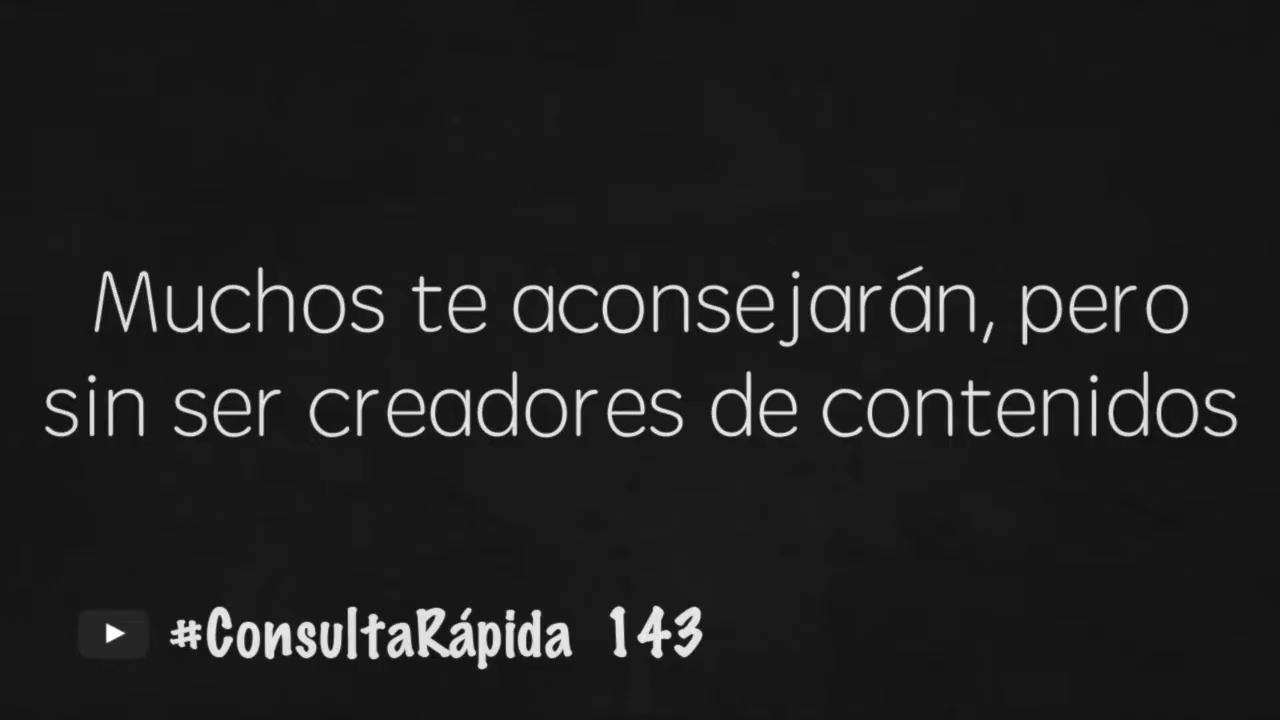 Muchos te aconsejarán, pero
sin ser creadores de contenidos
#ConsultaRápida 143